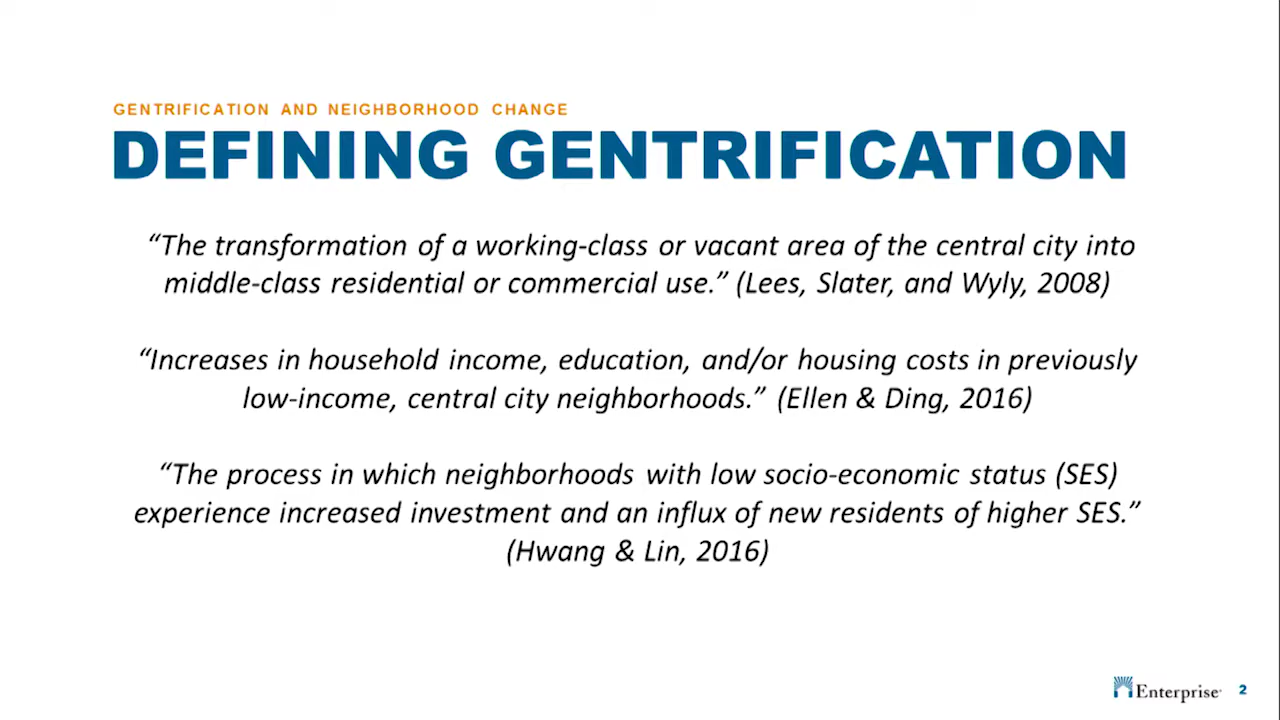 GENTRIFICATION AND NEIGHBORHOOD CHANGE
DEFINING GENTRIFICATION
“The transformation of a working-class or vacant area of the central city into
middle-class residential or commercial use.” (Lees, Slater, and Wyly, 2008)
“Increases in household income, education, and/or housing costs in previously
low-income, central city neighborhoods.” (Ellen & Ding, 2016)
“The process in which neighborhoods with low socio-economic status (SES)
experience increased investment and an influx of new residents of higher SES.”
(Hwang & Lin, 2016)
Enterprise 2